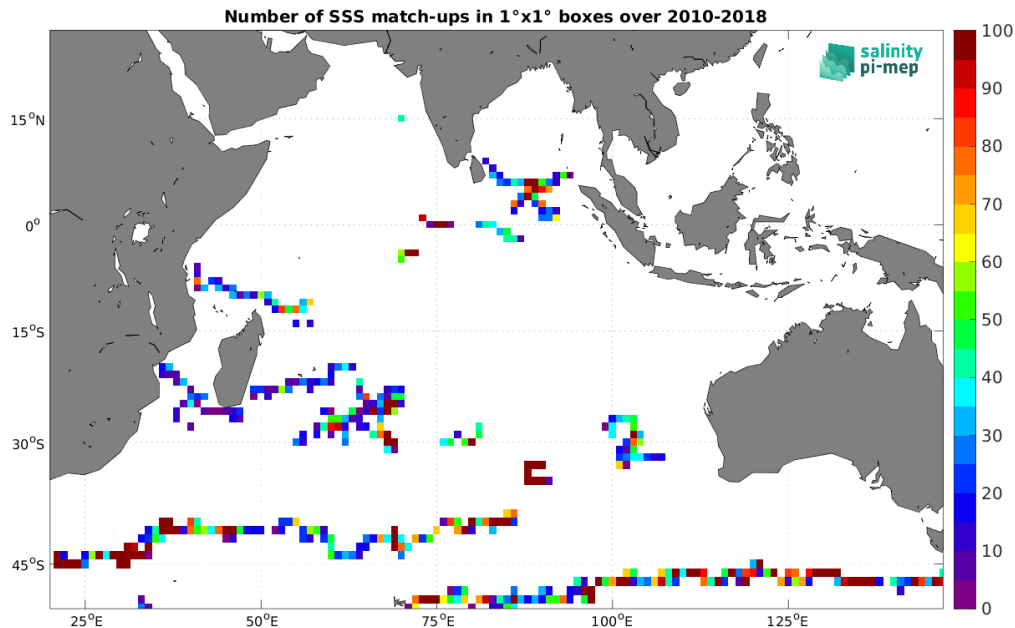 Number of SSS match-ups in 1°x1° boxes over 2010-2018
salinity
pi-mep
15°N
0°
15°S
30°S
45°S
25°E
50°E
75°E
100°E
125°E
100
90
80
70
60
50
40
30
20
10
0